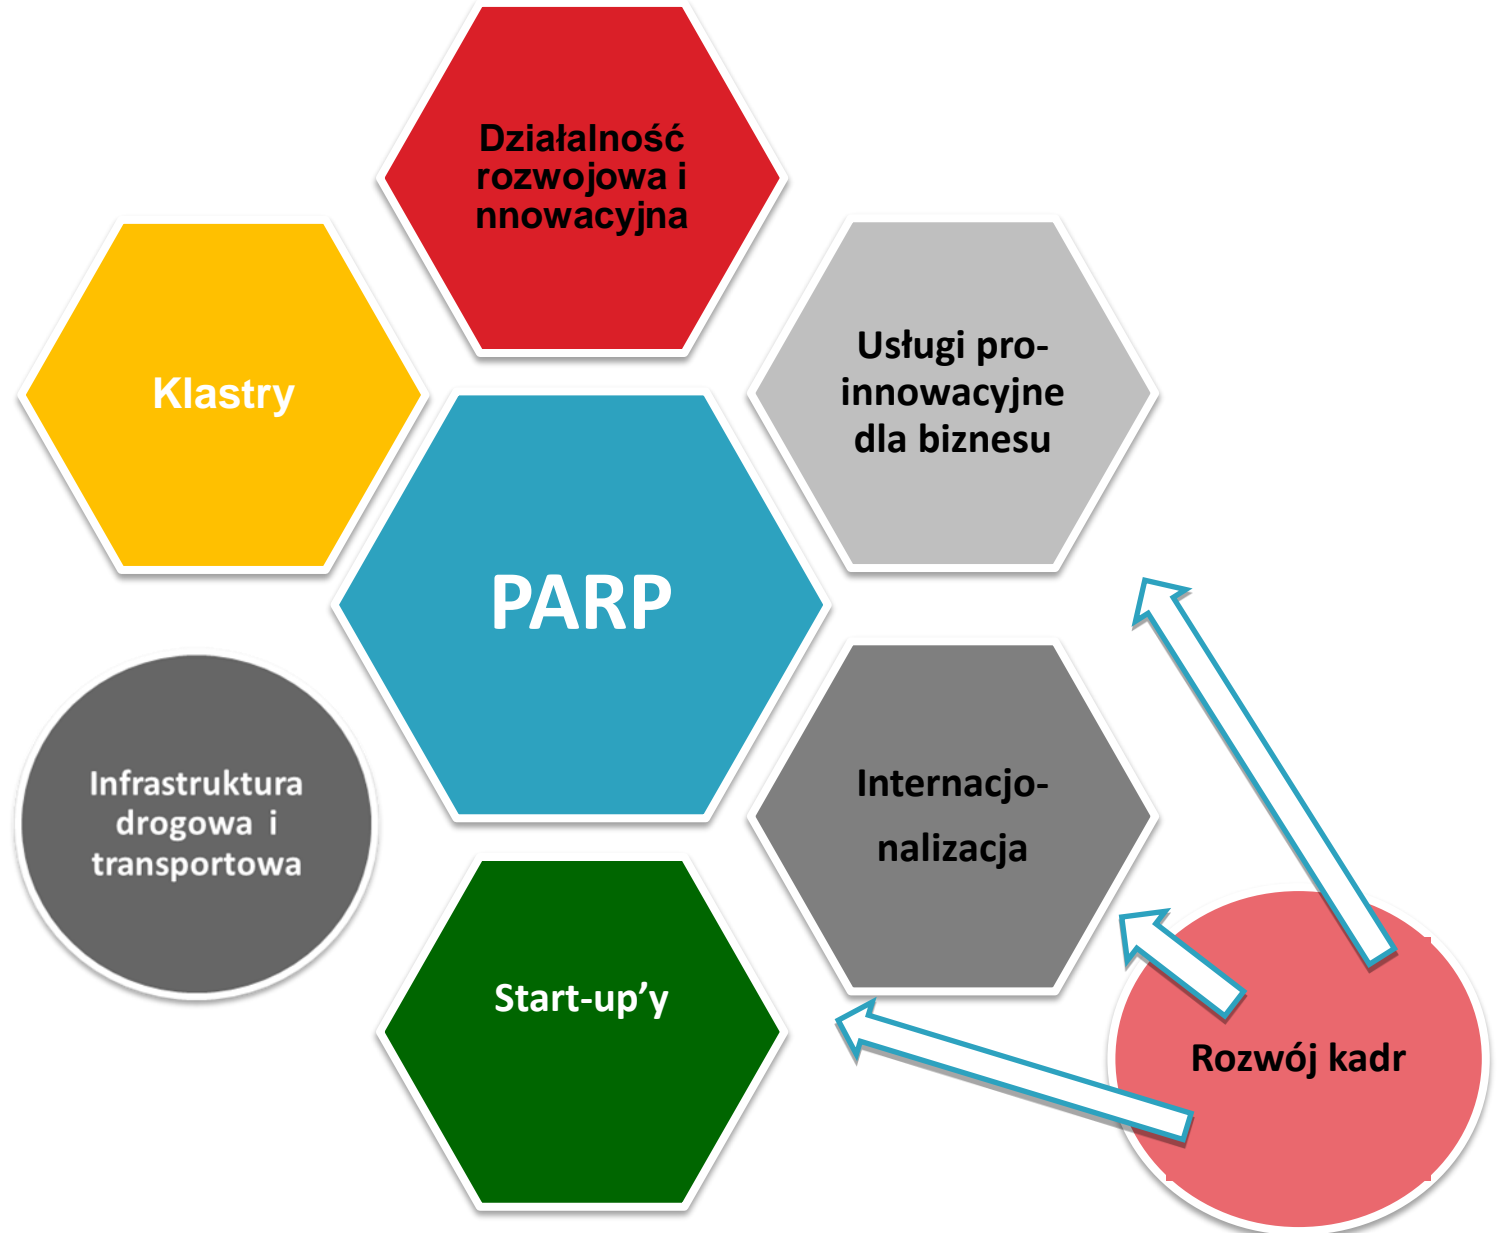 Działalność
rozwojowa i
nnowacyjna
Klastry
Usługi pro-
innowacyjne
dla biznesu
PARP
Infrastruktura
drogowa i
transportowa
Internacjo-
nalizacja
Start-up’y
Rozwój kadr